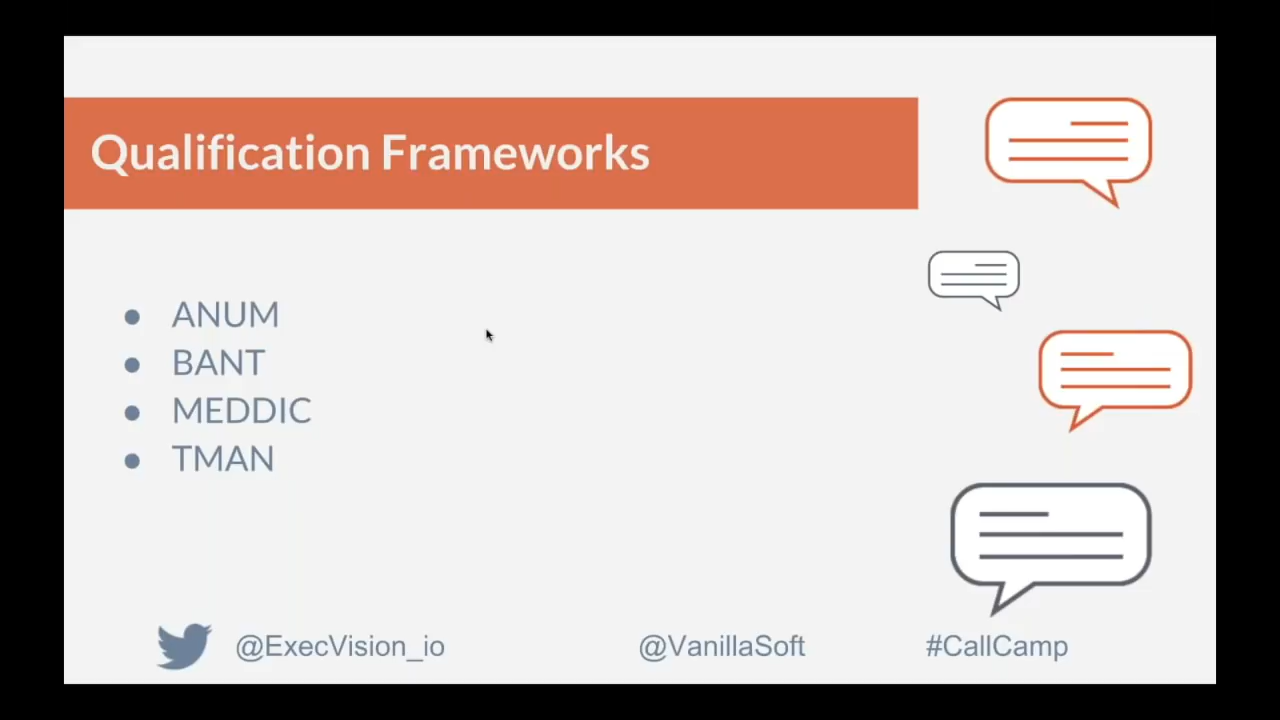 Qualification Frameworks
● ANUM
● BANT
● MEDDIC
● TMAN
@ExecVision_io @VanillaSoft #CallCamp